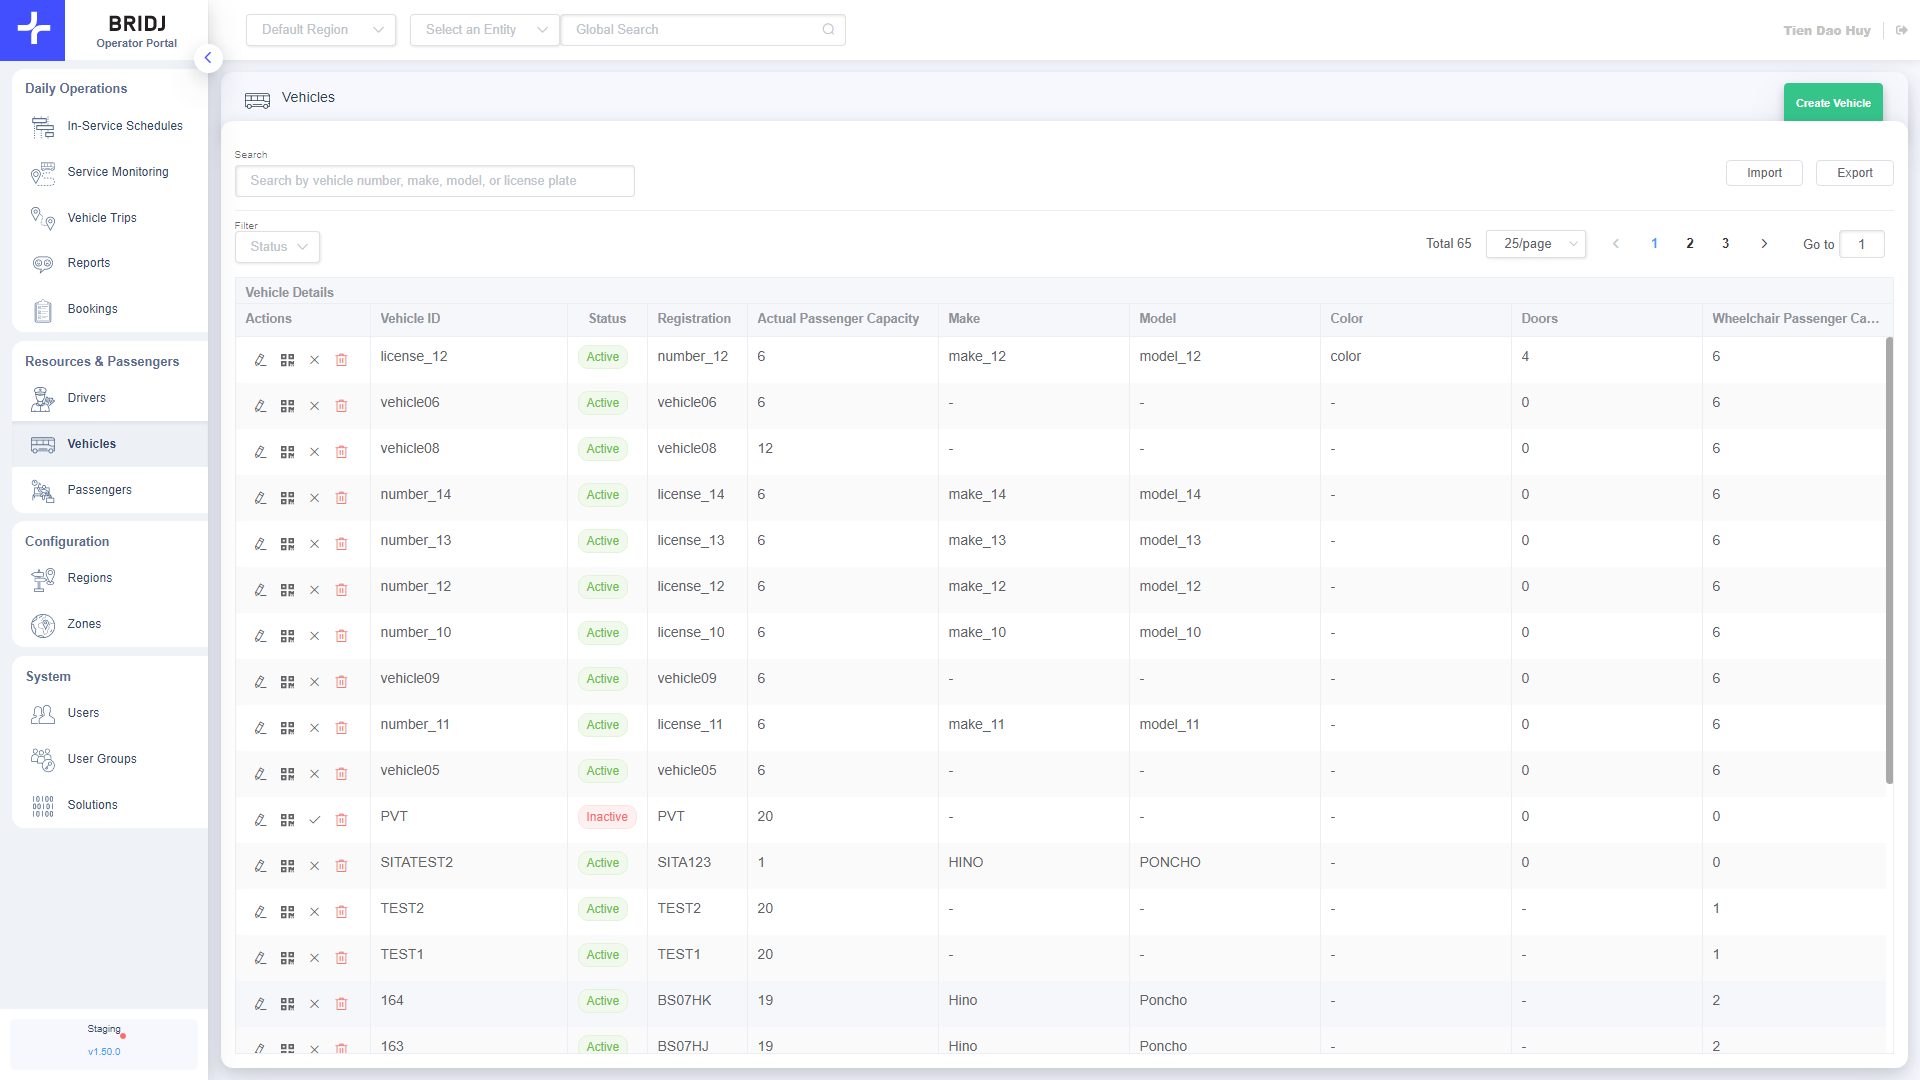 BRIDJ
Operator Portal
Default Region
Select an Entity
Global Search
Tien Dao Huy
Daily Operations
In-Service Schedules
Service Monitoring
Vehicle Trips
Reports
Bookings
Resources & Passengers
Drivers
Vehicles
Passengers
Configuration
Regions
Zones
System
Users
User Groups
Solutions
Staging
v1.50.0
Vehicles
Create Vehicle
Search
Search by vehicle number, make, model, or license plate
Import
Export
Filter
Status
Total 65
25/page
1 2 3
Go to 1
Vehicle Details
Actions Vehicle ID Status Registration Actual Passenger Capacity Make Model Color Doors Wheelchair Passenger Ca...
license_12 Active number_12 6 make_12 model_12 color 4 6
vehicle06 Active vehicle06 6 - - - 0 6
vehicle08 Active vehicle08 12 - - - 0 6
number_14 Active license_14 6 make_14 model_14 - 0 6
number_13 Active license_13 6 make_13 model_13 - 0 6
number_12 Active license_12 6 make_12 model_12 - 0 6
number_10 Active license_10 6 make_10 model_10 - 0 6
vehicle09 Active vehicle09 6 - - - 0 6
number_11 Active license_11 6 make_11 model_11 - 0 6
vehicle05 Active vehicle05 6 - - - 0 6
PVT Inactive PVT 20 - - - 0 0
SITATEST2 Active SITA123 1 HINO PONCHO - 0 0
TEST2 Active TEST2 20 - - - - 1
TEST1 Active TEST1 20 - - - - 1
164 Active BS07HK 19 Hino Poncho - - 2
163 Active BS07HJ 19 Hino Poncho - - 2